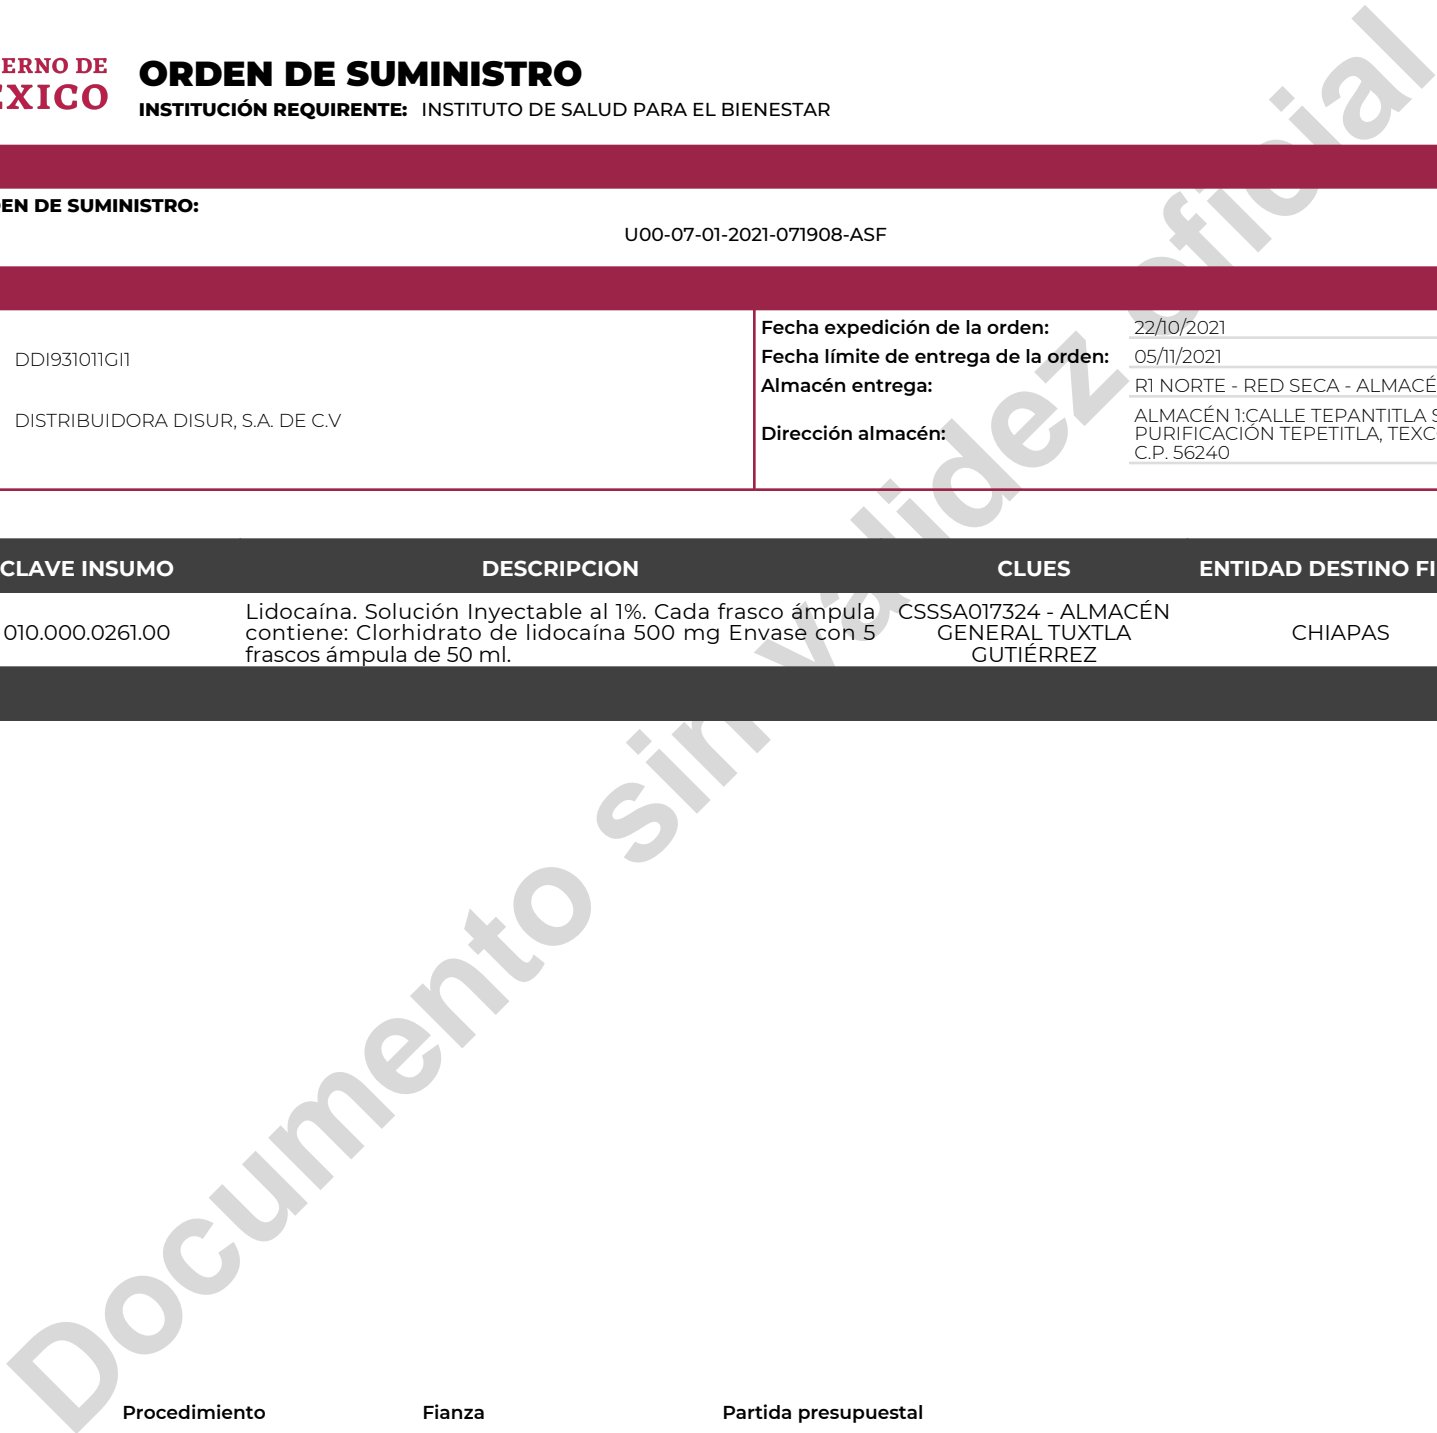 ERNO DE
EXICO
ORDEN DE SUMINISTRO
INSTITUCIÓN REQUIRENTE: INSTITUTO DE SALUD PARA EL BIENESTAR
EN DE SUMINISTRO:
U00-07-01-2021-071908-ASF
DDI931011GI1
DISTRIBUIDORA DISUR, S.A. DE C.V
Fecha expedición de la orden: 22/10/2021
Fecha límite de entrega de la orden: 05/11/2021
Almacén entrega: R1 NORTE - RED SECA - ALMACÉ
Dirección almacén: ALMACÉN 1:CALLE TEPANTITLA S
PURIFICACIÓN TEPETITLA, TEXC
C.P. 56240
CLAVE INSUMO DESCRIPCION CLUES ENTIDAD DESTINO FI
010.000.0261.00
Lidocaína. Solución Inyectable al 1%. Cada frasco ámpula
contiene: Clorhidrato de lidocaína 500 mg Envase con 5
frascos ámpula de 50 ml.
CSSSA017324 - ALMACÉN
GENERAL TUXTLA
GUTIÉRREZ
CHIAPAS
Documento sin validez oficial
Procedimiento Fianza Partida presupuestal